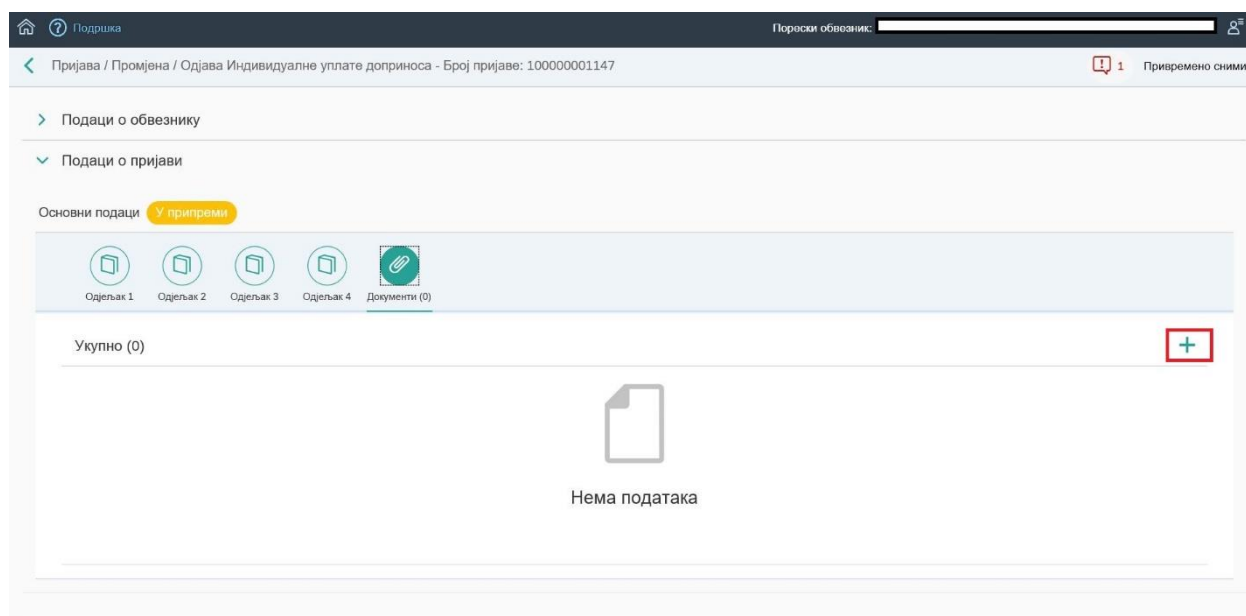 Подршка
Порески обвезник:
Пријава / Промјена / Одјава Индивидуалне уплате доприноса - Број пријаве: 100000001147
1 Привремено сними
Подаци о обвезнику
Подаци о пријави
Основни подаци У припреми
Одјељак 1 Одјељак 2 Одјељак 3 Одјељак 4 Документи (0)
Укупно (0)
Нема података